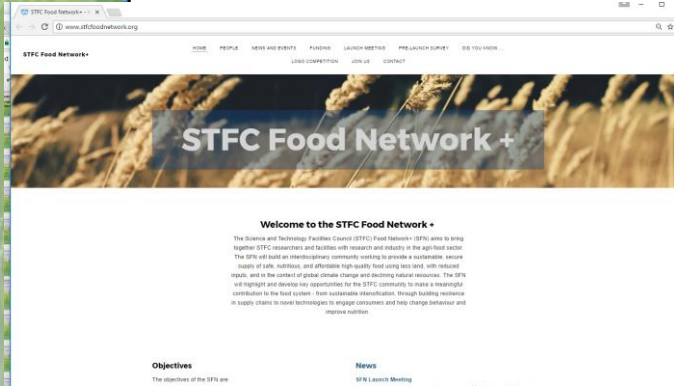 STFC Food Network+
www.stfcfoodnetwork.org
STFC Food Network+
HOME PEOPLE NEWS AND EVENTS FUNDING LAUNCH MEETING PRE-LAUNCH SURVEY DID YOU KNOW ...
LOGO COMPETITION JOIN US CONTACT
STFC Food Network +
Welcome to the STFC Food Network +
The Science and Technology Facilities Council (STFC) Food Network+ (SFN) aims to bring
together STFC researchers and facilities with research and industry in the agri-food sector.
The SFN will build an interdisciplinary community working to provide a sustainable, secure
supply of safe, nutritious, and affordable high-quality food using less land, with reduced
inputs, and in the context of global climate change and declining natural resources. The SFN
will highlight and develop key opportunities for the STFC community to make a meaningful
contribution to the food system - from sustainable intensification, through building resilience
in supply chains to novel technologies to engage consumers and help change behaviour and
improve nutrition.
Objectives
The objectives of the SFN are
News
SFN Launch Meeting